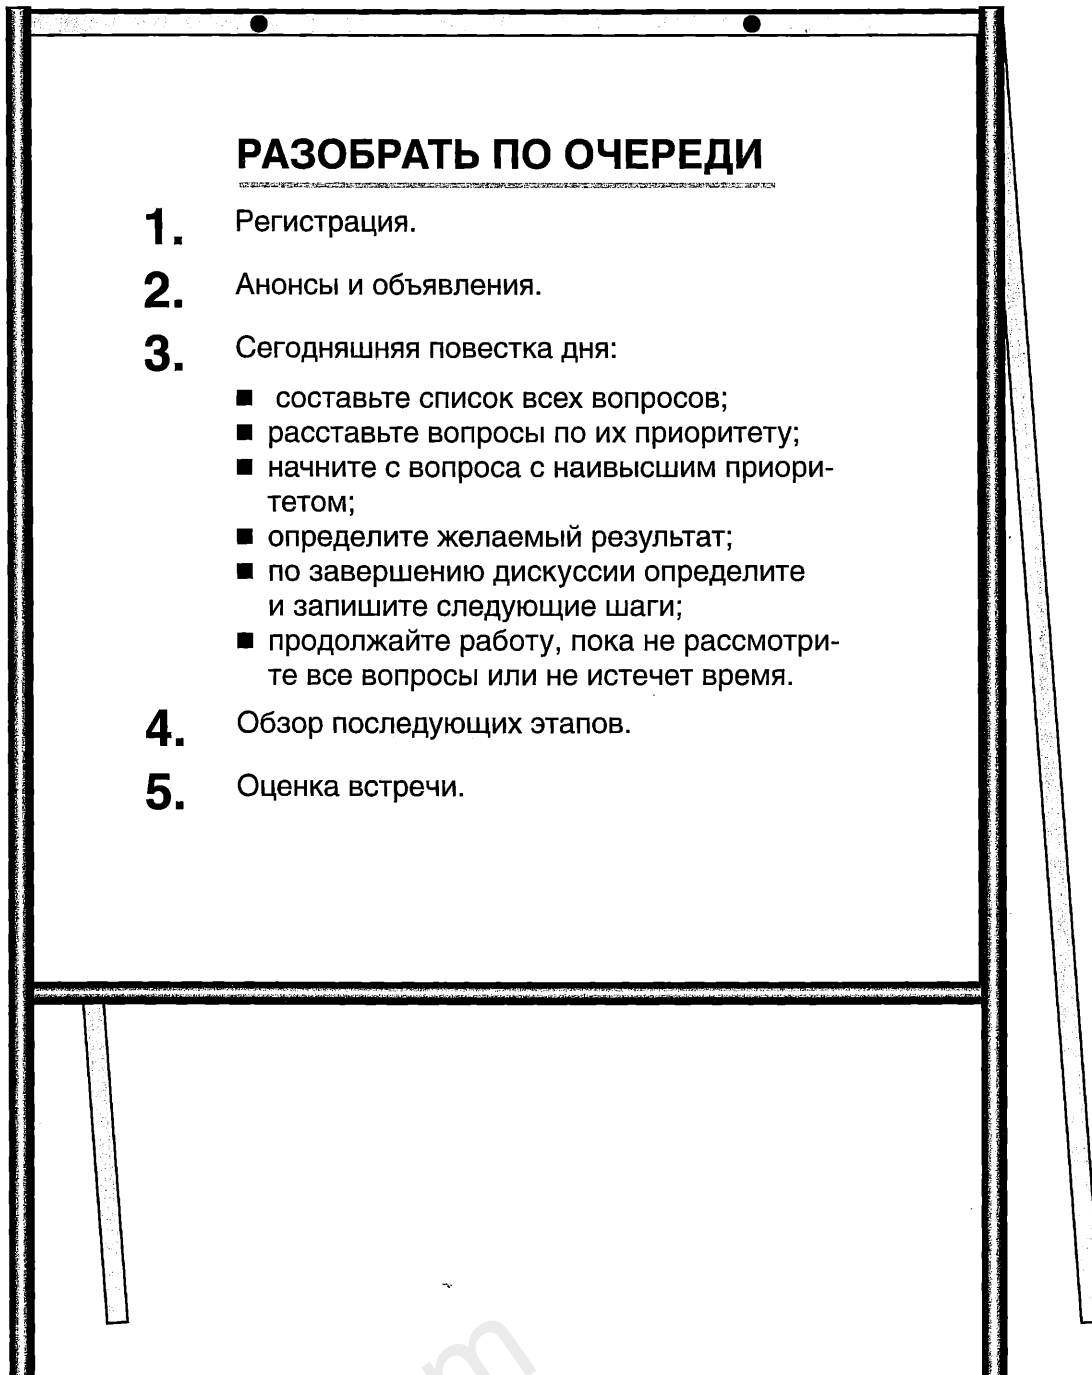 РАЗОБРАТЬ ПО ОЧЕРЕДИ
1. Регистрация.
2. Анонсы и объявления.
3. Сегодняшняя повестка дня:
■ составьте список всех вопросов;
■ расставьте вопросы по их приоритету;
■ начните с вопроса с наивысшим приори-
тетом;
■ определите желаемый результат;
■ по завершению дискуссии определите
и запишите следующие шаги;
■ продолжайте работу, пока не рассмотри-
те все вопросы или не истечет время.
4. Обзор последующих этапов.
5. Оценка встречи.